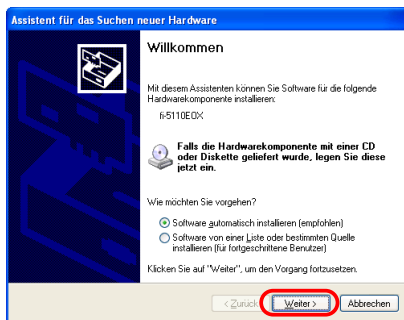 Assistent für das Suchen neuer Hardware
Willkommen
Mit diesem Assistenten können Sie Software für die folgende
Hardwarekomponente installieren:
fi-5110EOX
Falls die Hardwarekomponente mit einer CD
oder Diskette geliefert wurde, legen Sie diese
jetzt ein.
Wie möchten Sie vorgehen?
Software automatisch installieren (empfohlen)
Software von einer Liste oder bestimmten Quelle
installieren (für fortgeschrittene Benutzer)
Klicken Sie auf "Weiter", um den Vorgang fortzusetzen.
< Zurück Weiter > Abbrechen